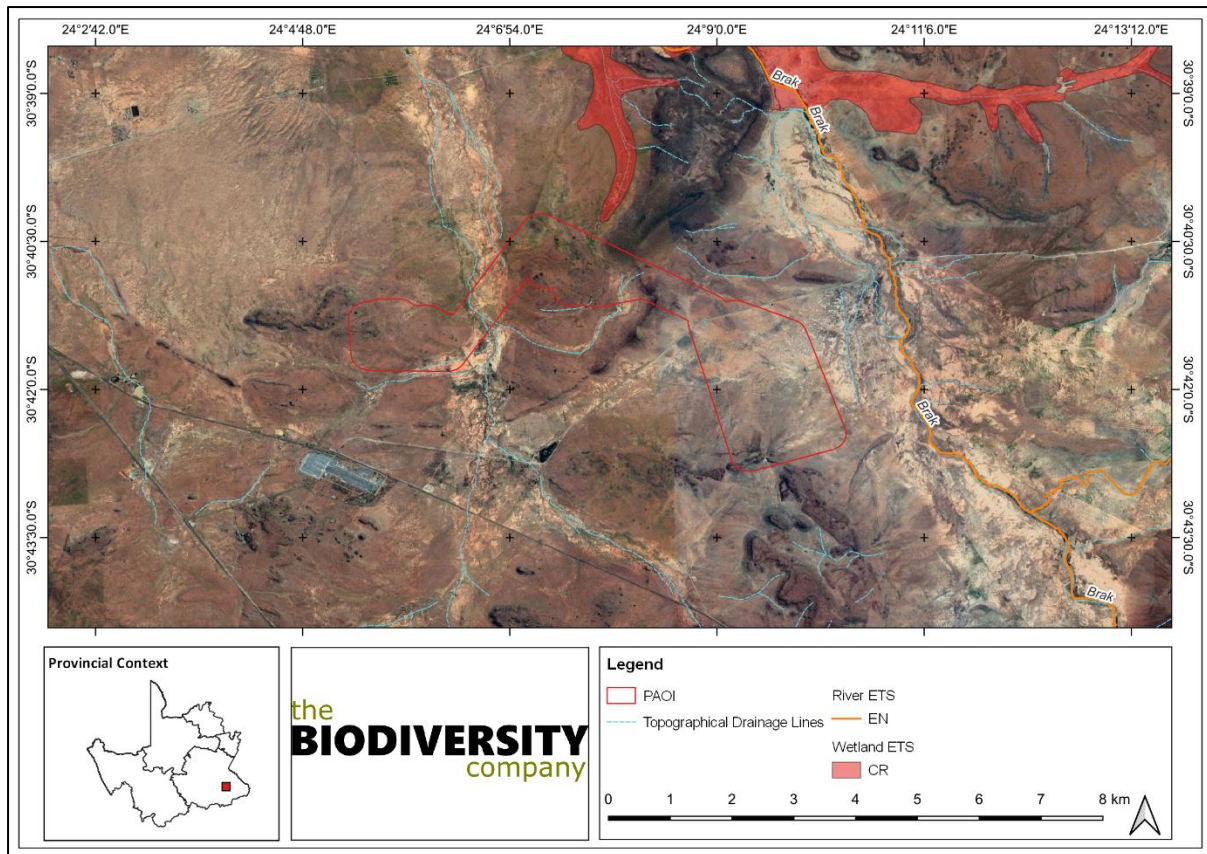 24°2'42.0"E 24°4'48.0"E 24°6'54.0"E 24°9'0.0"E 24°11'6.0"E 24°13'12.0"E
30°39'0.0"S
30°40'30.0"S
30°42'0.0"S
30°43'30.0"S
30°39'0.0"S
30°40'30.0"S
30°42'0.0"S
30°43'30.0"S
Brak
Brak
Brak
Brak
Provincial Context
the
BIODIVERSITY
company
Legend
PAOI
Topographical Drainage Lines
River ETS
EN
Wetland ETS
CR
0 1 2 3 4 5 6 7 8 km